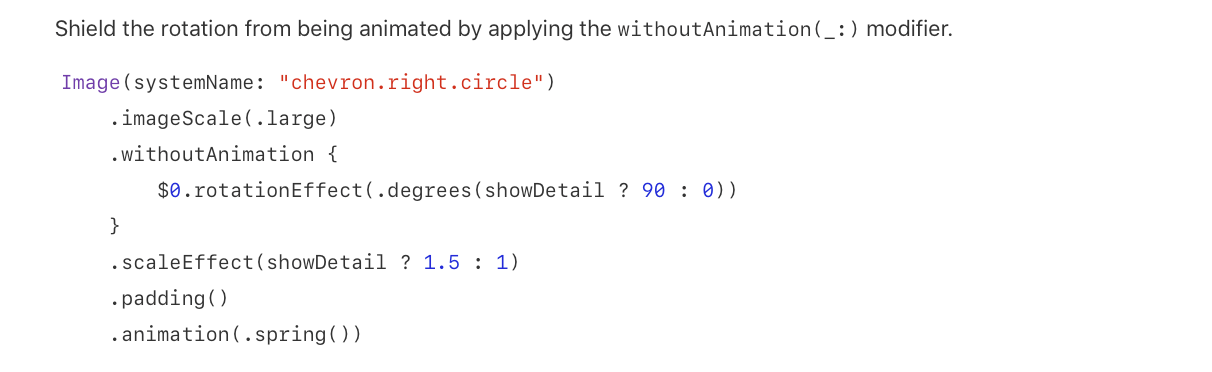 Shield the rotation from being animated by applying the withoutAnimation(_:) modifier.
Image(systemName: "chevron.right.circle")
    .imageScale(.large)
    .withoutAnimation {
        $0.rotationEffect(.degrees(showDetail ? 90 : 0))
    }
    .scaleEffect(showDetail ? 1.5 : 1)
    .padding()
    .animation(.spring())